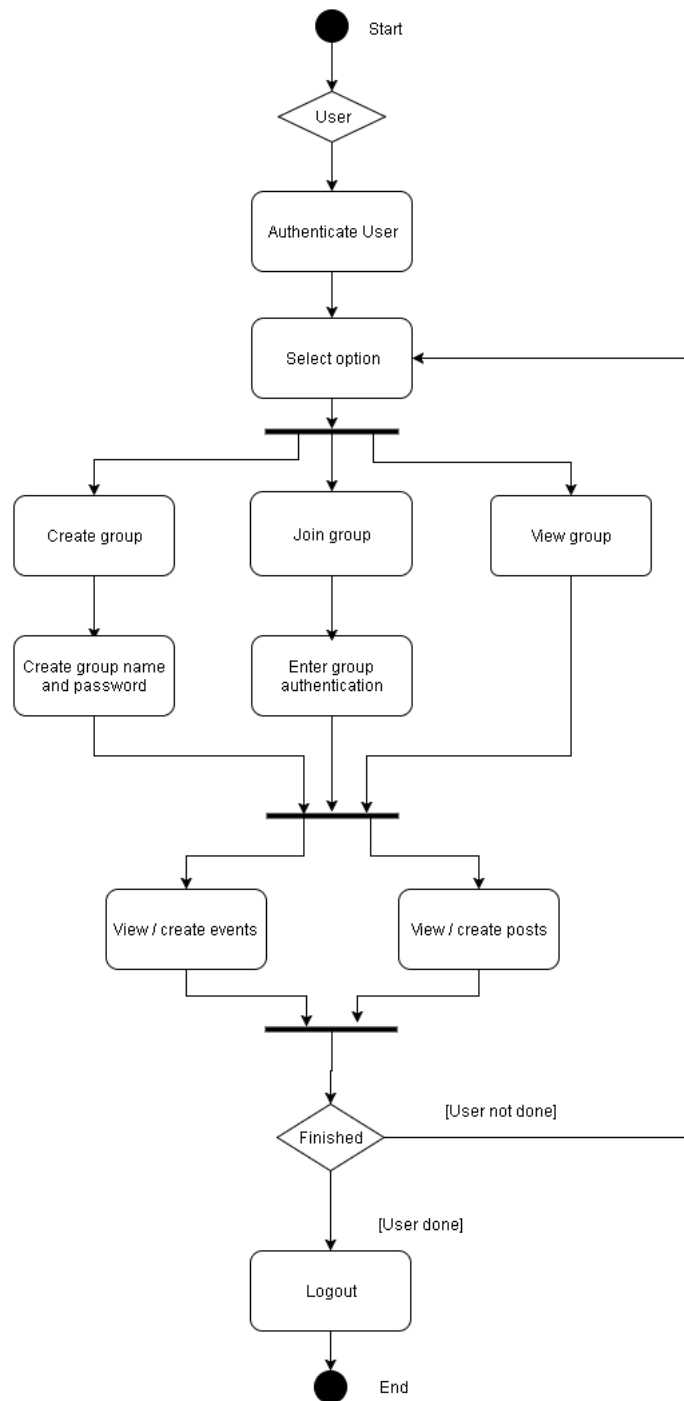 Start
User
Authenticate User
Select option
Create group
Join group
View group
Create group name
and password
Enter group
authentication
View / create events
View / create posts
[User not done]
Finished
[User done]
Logout
End